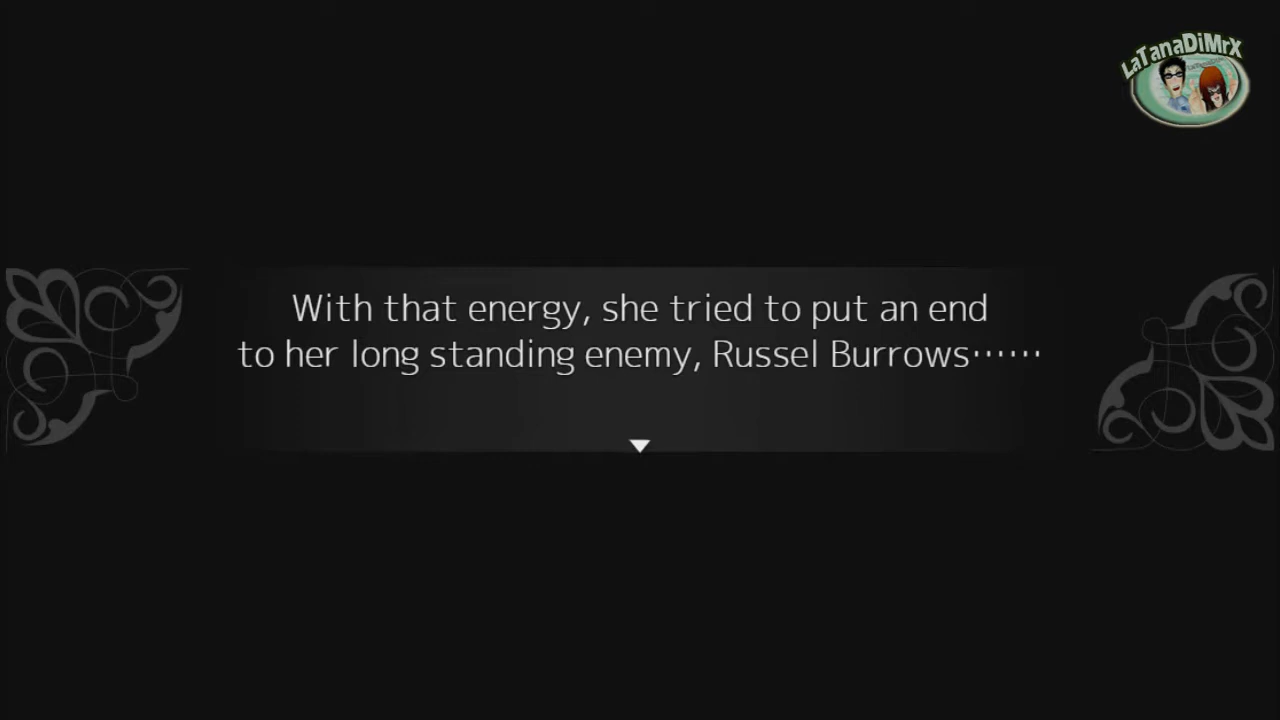 LaTanaDiMrX
With that energy, she tried to put an end
to her long standing enemy, Russel Burrows······